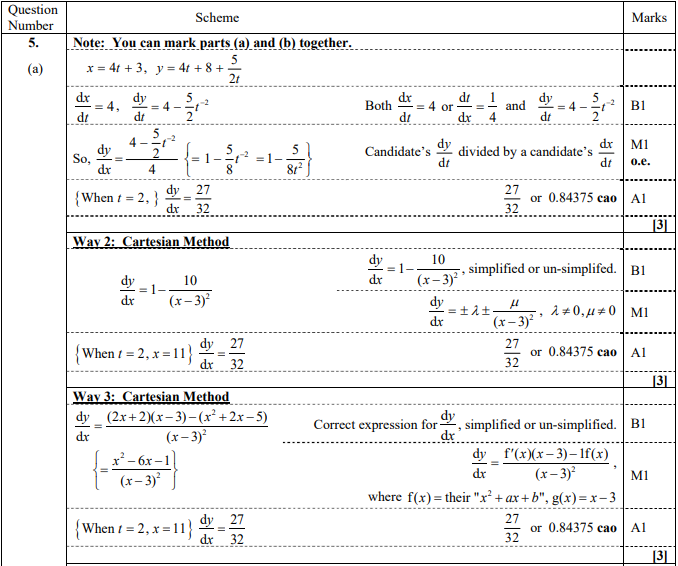 Question Number Scheme Marks
5. Note: You can mark parts (a) and (b) together.
(a) x = 4t + 3, y = 4t + 8 + 5/(2t)
dx/dt = 4, dy/dt = 4 − (5/2)t⁻² Both dx/dt = 4 or dt/dx = 1/4 and dy/dt = 4 − (5/2)t⁻² B1
So, dy/dx = (4 − (5/2)t⁻²)/4 {= 1 − (5/8)t⁻² = 1 − 5/(8t²)} Candidate's dy/dt divided by a candidate's dx/dt M1 o.e.
{When t = 2, } dy/dx = 27/32 27/32 or 0.84375 cao A1
[3]
Way 2: Cartesian Method
dy/dx = 1 − 10/(x − 3)² dy/dx = 1 − 10/(x − 3)², simplified or un-simplifed. B1
dy/dx = ± λ ± μ/(x − 3)², λ ≠ 0, μ ≠ 0 M1
{When t = 2, x = 11} dy/dx = 27/32 27/32 or 0.84375 cao A1
[3]
Way 3: Cartesian Method
dy/dx = ((2x + 2)(x − 3) − (x² + 2x − 5))/(x − 3)² Correct expression for dy/dx, simplified or un-simplified. B1
{= (x² − 6x − 1)/(x − 3)²} dy/dx = (f′(x)(x − 3) − 1f(x))/(x − 3)², M1
where f(x) = their "x² + ax + b", g(x) = x − 3
{When t = 2, x = 11} dy/dx = 27/32 27/32 or 0.84375 cao A1
[3]